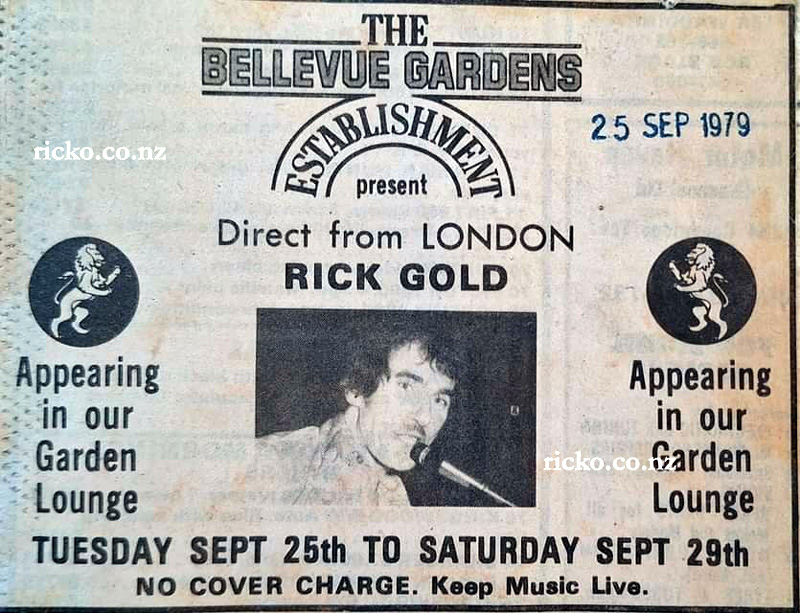 THE
BELLEVUE GARDENS
ESTABLISHMENT
present
25 SEP 1979
ricko.co.nz
Direct from LONDON
RICK GOLD
Appearing
in our
Garden
Lounge
Appearing
in our
Garden
Lounge
ricko.co.nz
TUESDAY SEPT 25th TO SATURDAY SEPT 29th
NO COVER CHARGE. Keep Music Live.